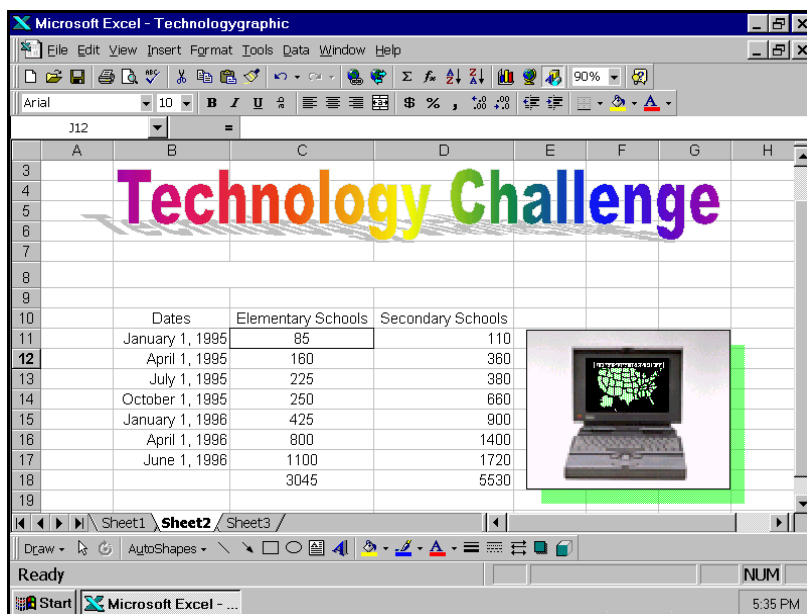 Microsoft Excel - Technologygraphic
File Edit View Insert Format Tools Data Window Help
90%
Arial 10 B I U $ % ,
J12 =
A B C D E F G H
3
4 Technology Challenge
5
6
7
8
9
10 Dates Elementary Schools Secondary Schools
11 January 1, 1995 85 110
12 April 1, 1995 160 360
13 July 1, 1995 225 380
14 October 1, 1995 250 660
15 January 1, 1996 425 900
16 April 1, 1996 800 1400
17 June 1, 1996 1100 1720
18 3045 5530
19
Sheet1 Sheet2 Sheet3
Draw AutoShapes
Ready NUM
Start Microsoft Excel - ... 5:35 PM